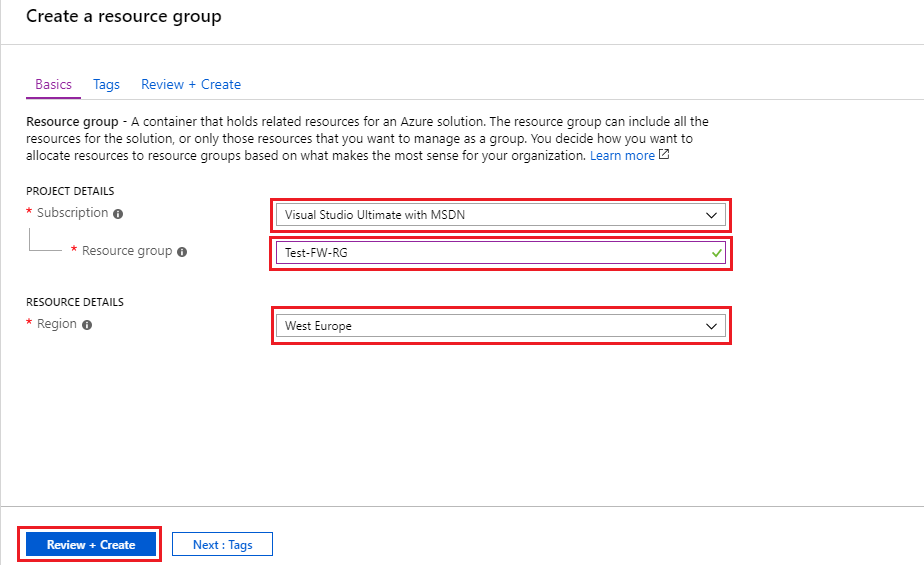 Create a resource group
Basics Tags Review + Create
Resource group - A container that holds related resources for an Azure solution. The resource group can include all the
resources for the solution, or only those resources that you want to manage as a group. You decide how you want to
allocate resources to resource groups based on what makes the most sense for your organization. Learn more
PROJECT DETAILS
* Subscription Visual Studio Ultimate with MSDN
* Resource group Test-FW-RG
RESOURCE DETAILS
* Region West Europe
Review + Create Next : Tags